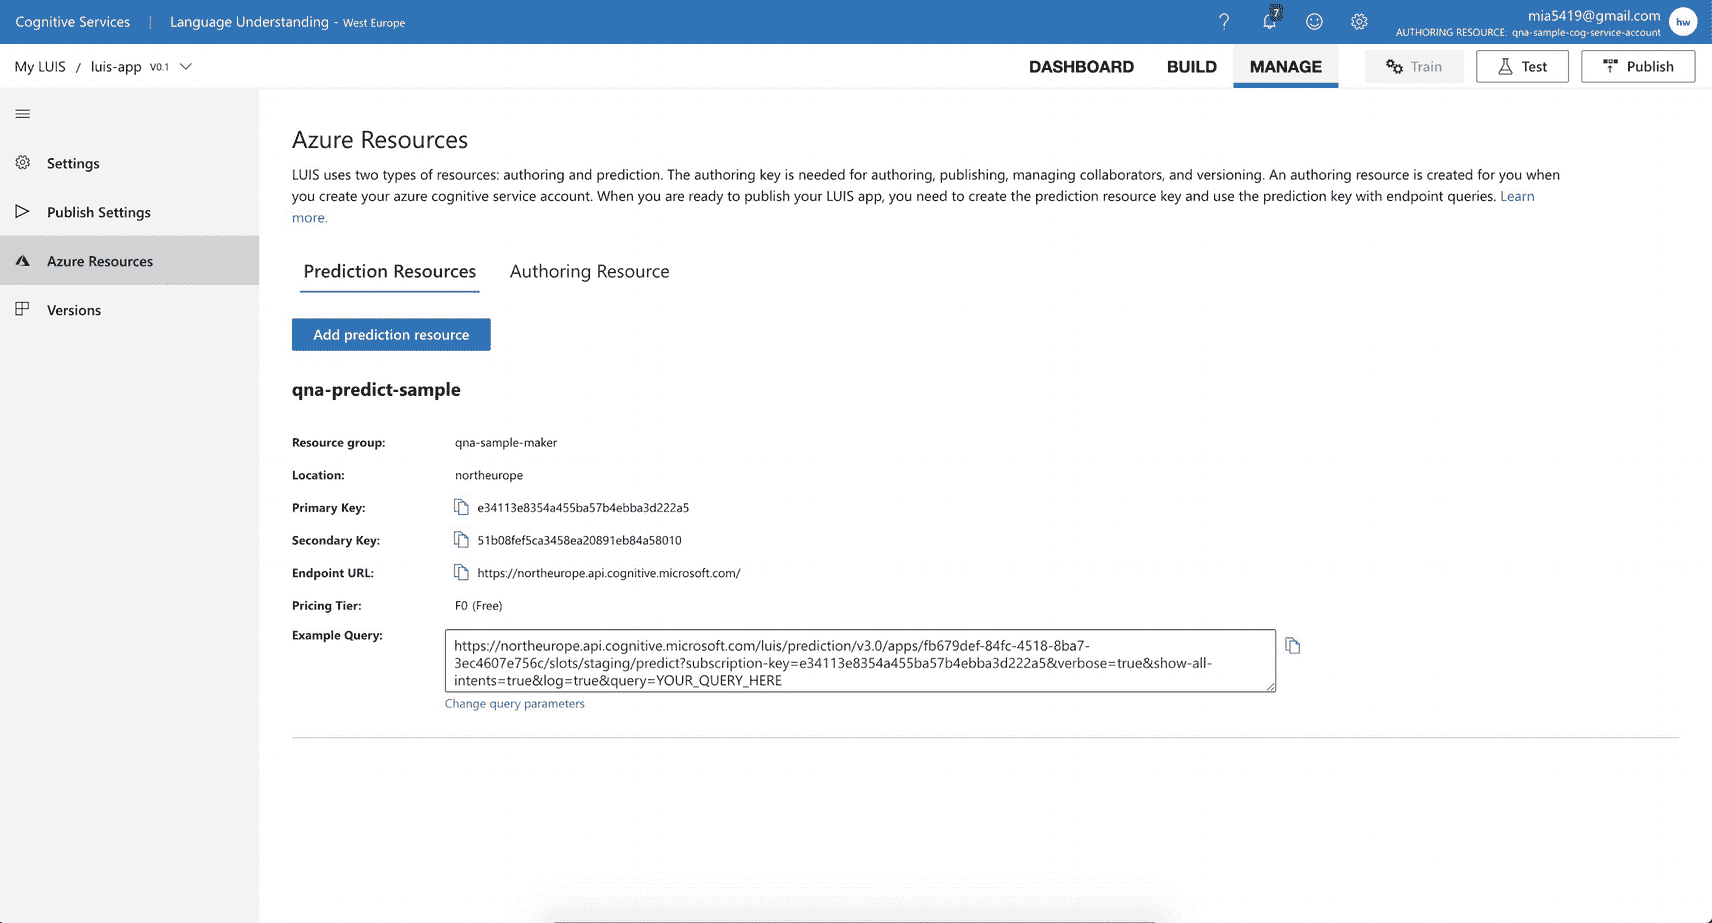 Cognitive Services | Language Understanding - West Europe
7
mia5419@gmail.com
AUTHORING RESOURCE: qna-sample-cog-service-account
hw
My LUIS / luis-app V0.1
DASHBOARD BUILD MANAGE Train Test Publish
Settings
Publish Settings
Azure Resources
Versions
Azure Resources
LUIS uses two types of resources: authoring and prediction. The authoring key is needed for authoring, publishing, managing collaborators, and versioning. An authoring resource is created for you when
you create your azure cognitive service account. When you are ready to publish your LUIS app, you need to create the prediction resource key and use the prediction key with endpoint queries. Learn
more.
Prediction Resources Authoring Resource
Add prediction resource
qna-predict-sample
Resource group: qna-sample-maker
Location: northeurope
Primary Key: e34113e8354a455ba57b4ebba3d222a5
Secondary Key: 51b08fef5ca3458ea20891eb84a58010
Endpoint URL: https://northeurope.api.cognitive.microsoft.com/
Pricing Tier: F0 (Free)
Example Query:
https://northeurope.api.cognitive.microsoft.com/luis/prediction/v3.0/apps/fb679def-84fc-4518-8ba7-
3ec4607e756c/slots/staging/predict?subscription-key=e34113e8354a455ba57b4ebba3d222a5&verbose=true&show-all-
intents=true&log=true&query=YOUR_QUERY_HERE
Change query parameters